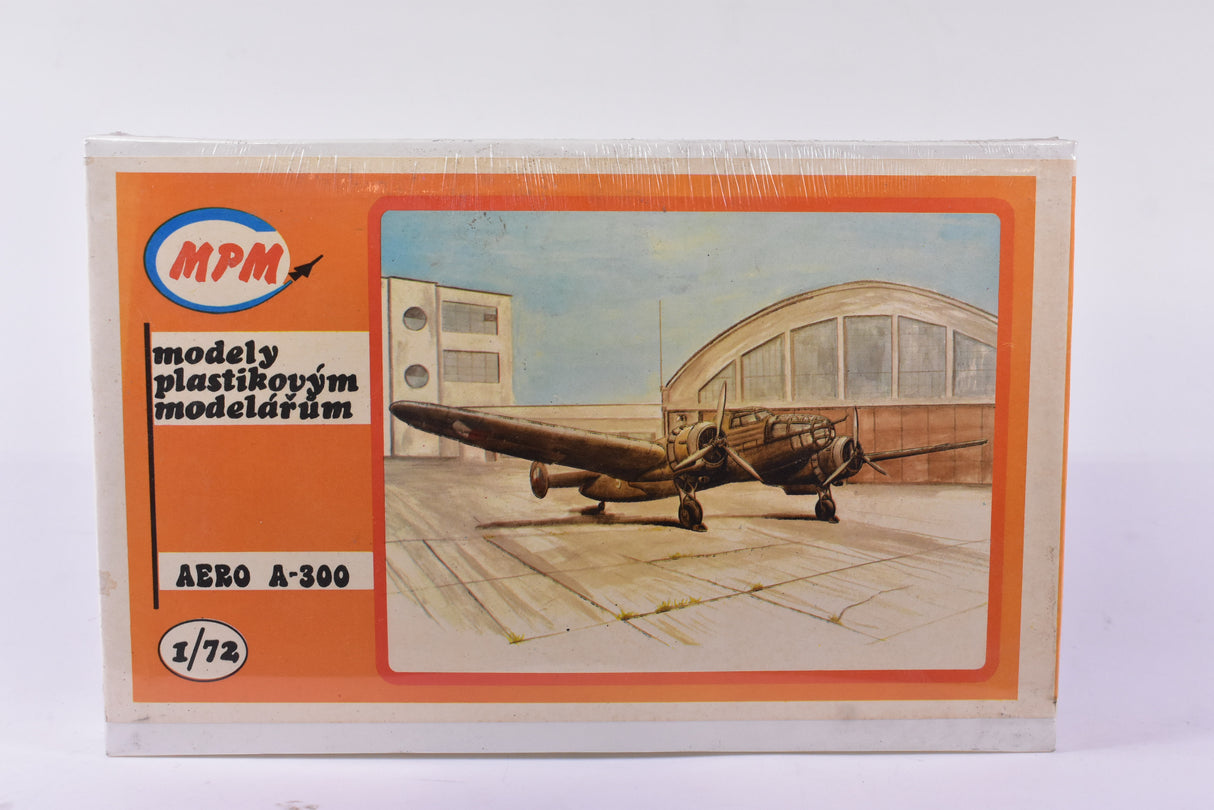 MPM
modely
plastikovým
modelářům
AERO A-300
1/72